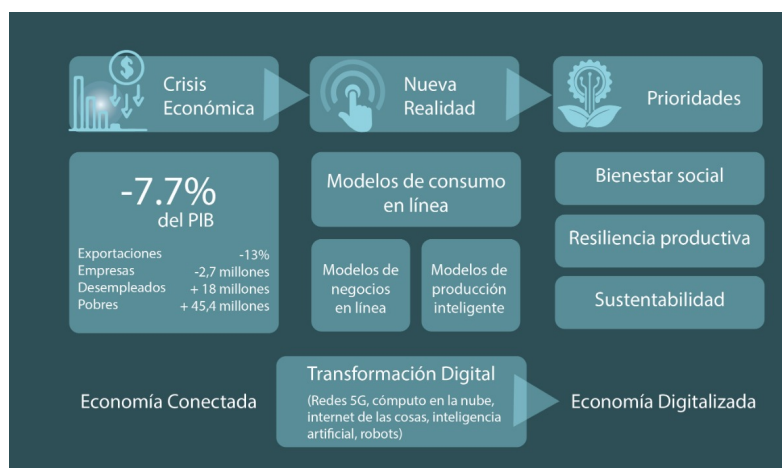 Crisis
Económica
Nueva
Realidad
Prioridades
-7.7%
del PIB
Exportaciones -13%
Empresas -2,7 millones
Desempleados + 18 millones
Pobres + 45,4 millones
Modelos de consumo
en línea
Modelos de
negocios
en línea
Modelos de
producción
inteligente
Bienestar social
Resiliencia productiva
Sustentabilidad
Economía Conectada
Transformación Digital
(Redes 5G, cómputo en la nube,
internet de las cosas, inteligencia
artificial, robots)
Economía Digitalizada